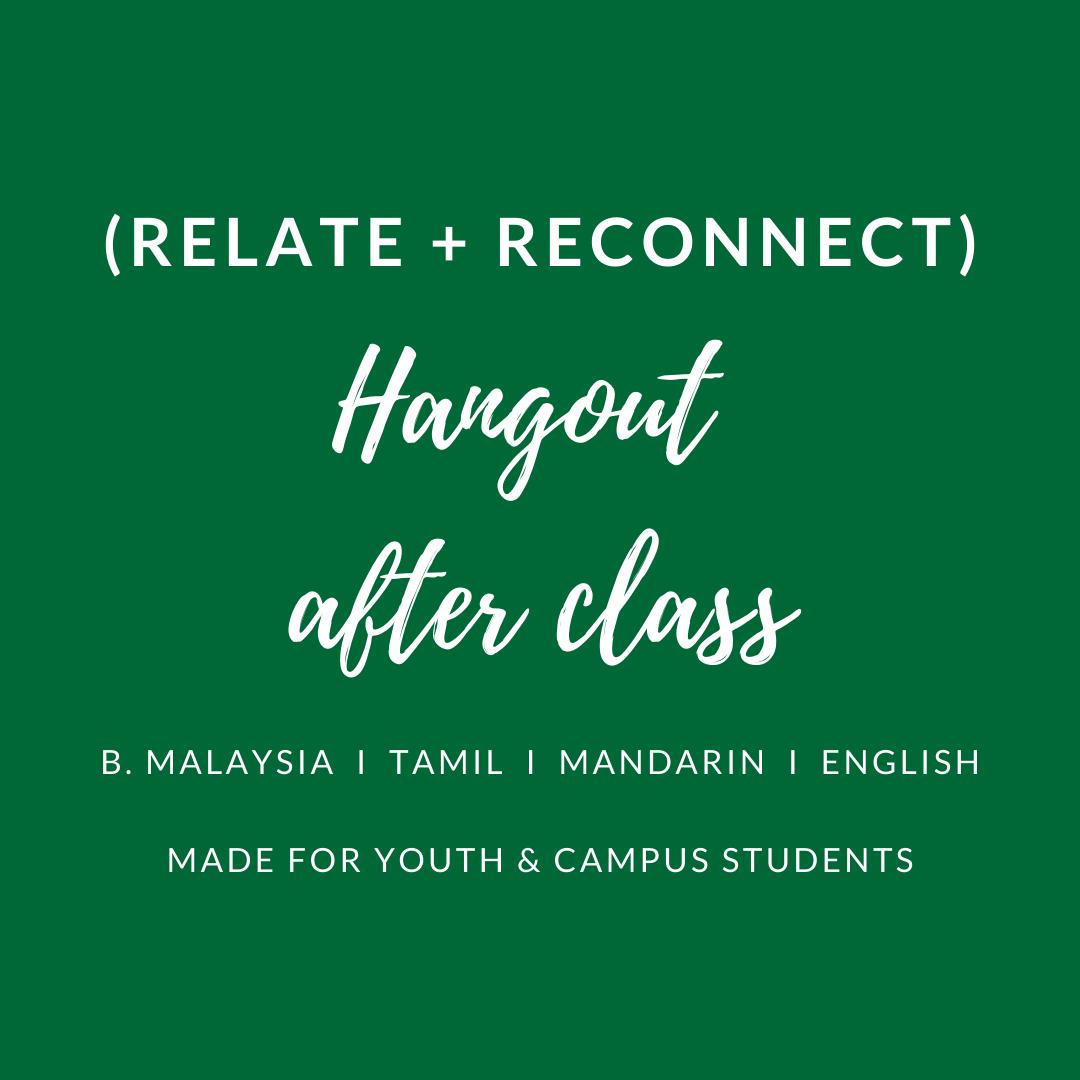 (RELATE + RECONNECT)
Hangout
after class
B. MALAYSIA I TAMIL I MANDARIN I ENGLISH
MADE FOR YOUTH & CAMPUS STUDENTS